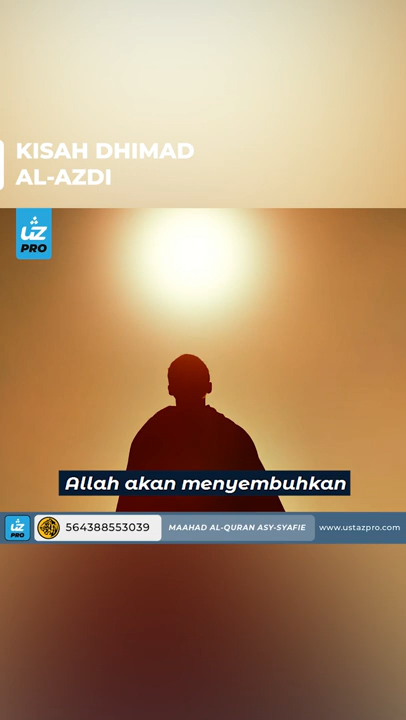 KISAH DHIMAD
AL-AZDI
UZ
PRO
Allah akan menyembuhkan
UZ
PRO
564388553039
MAAHAD AL-QURAN ASY-SYAFIE
www.ustazpro.com